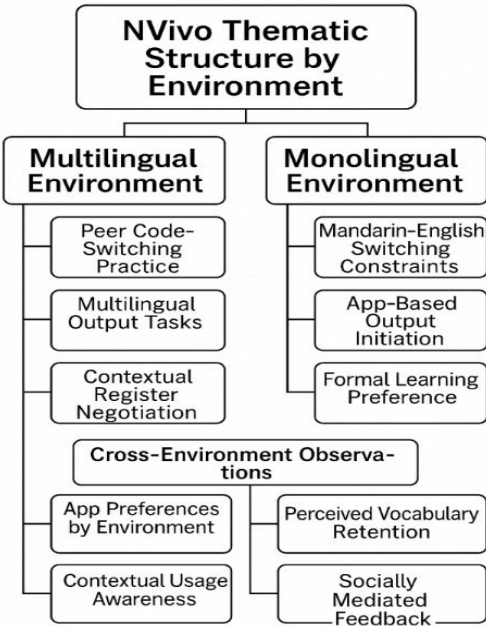 NVivo Thematic
Structure by
Environment
Multilingual
Environment
Monolingual
Environment
Peer Code-
Switching
Practice
Mandarin-English
Switching
Constraints
Multilingual
Output Tasks
App-Based
Output
Initiation
Contextual
Register
Negotiation
Formal Learning
Preference
Cross-Environment Observa-
tions
App Preferences
by Environment
Perceived Vocabulary
Retention
Contextual Usage
Awareness
Socially
Mediated
Feedback